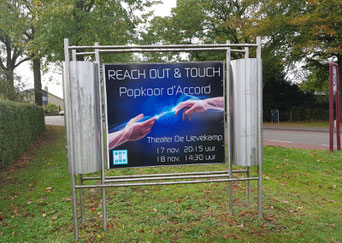 REACH OUT & TOUCH
Popkoor d'Accord
Theater De Lievekamp
17 nov. 20:15 uur
18 nov. 14:30 uur